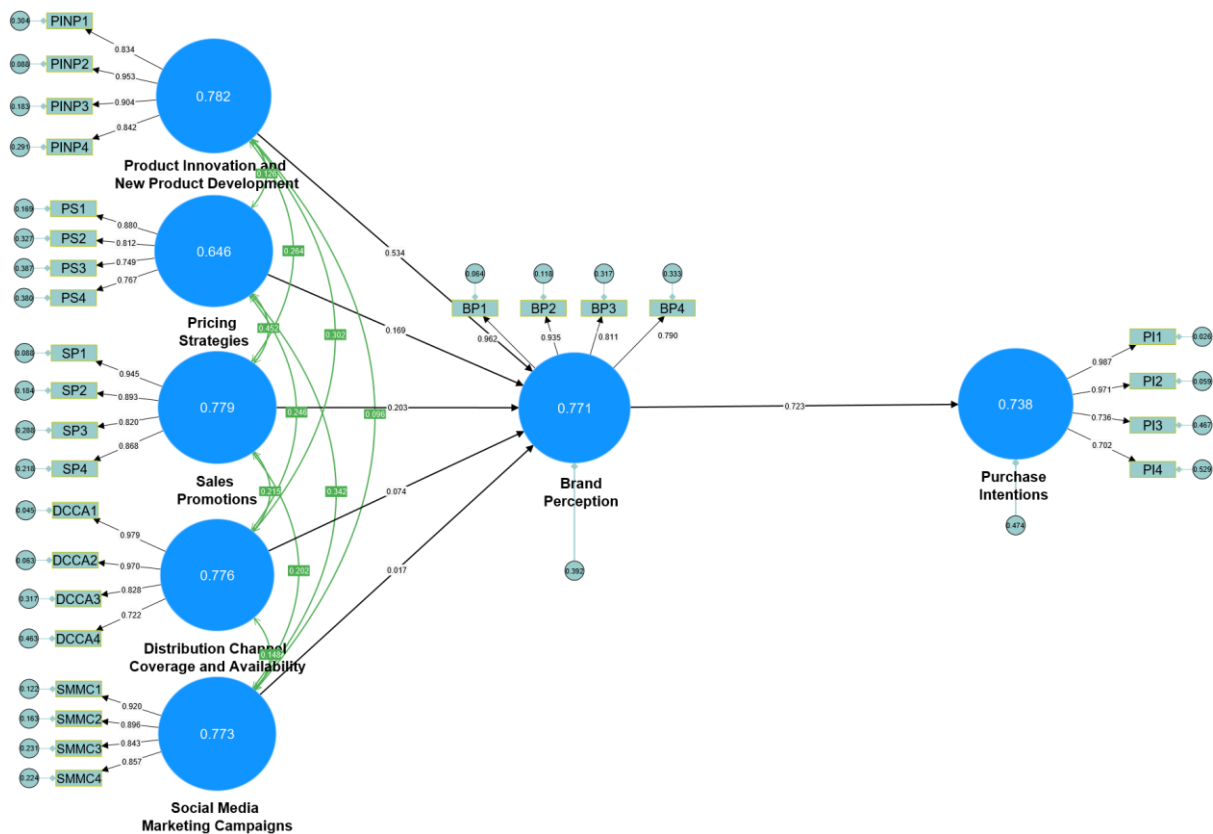 0.304 PINP1
0.834
0.088 PINP2
0.953
0.183 PINP3
0.904
0.291 PINP4
0.842
0.782
Product Innovation and
New Product Development
0.169 PS1
0.880
0.327 PS2
0.812
0.387 PS3
0.749
0.380 PS4
0.767
0.646
Pricing
Strategies
0.088 SP1
0.945
0.184 SP2
0.893
0.288 SP3
0.820
0.218 SP4
0.868
0.779
Sales
Promotions
0.045 DCCA1
0.979
0.063 DCCA2
0.970
0.317 DCCA3
0.828
0.463 DCCA4
0.722
0.776
Distribution Channel
Coverage and Availability
0.122 SMMC1
0.920
0.163 SMMC2
0.896
0.231 SMMC3
0.843
0.224 SMMC4
0.857
0.773
Social Media
Marketing Campaigns
0.126
0.264
0.452
0.302
0.246
0.096
0.215
0.342
0.202
0.148
0.534
0.169
0.203
0.074
0.017
0.064 0.118 0.317 0.333
BP1 BP2 BP3 BP4
0.962 0.935 0.811 0.790
0.771
Brand
Perception
0.392
0.723
0.738
Purchase
Intentions
0.474
0.987
PI1 0.026
0.971
PI2 0.059
0.736
PI3 0.467
0.702
PI4 0.529